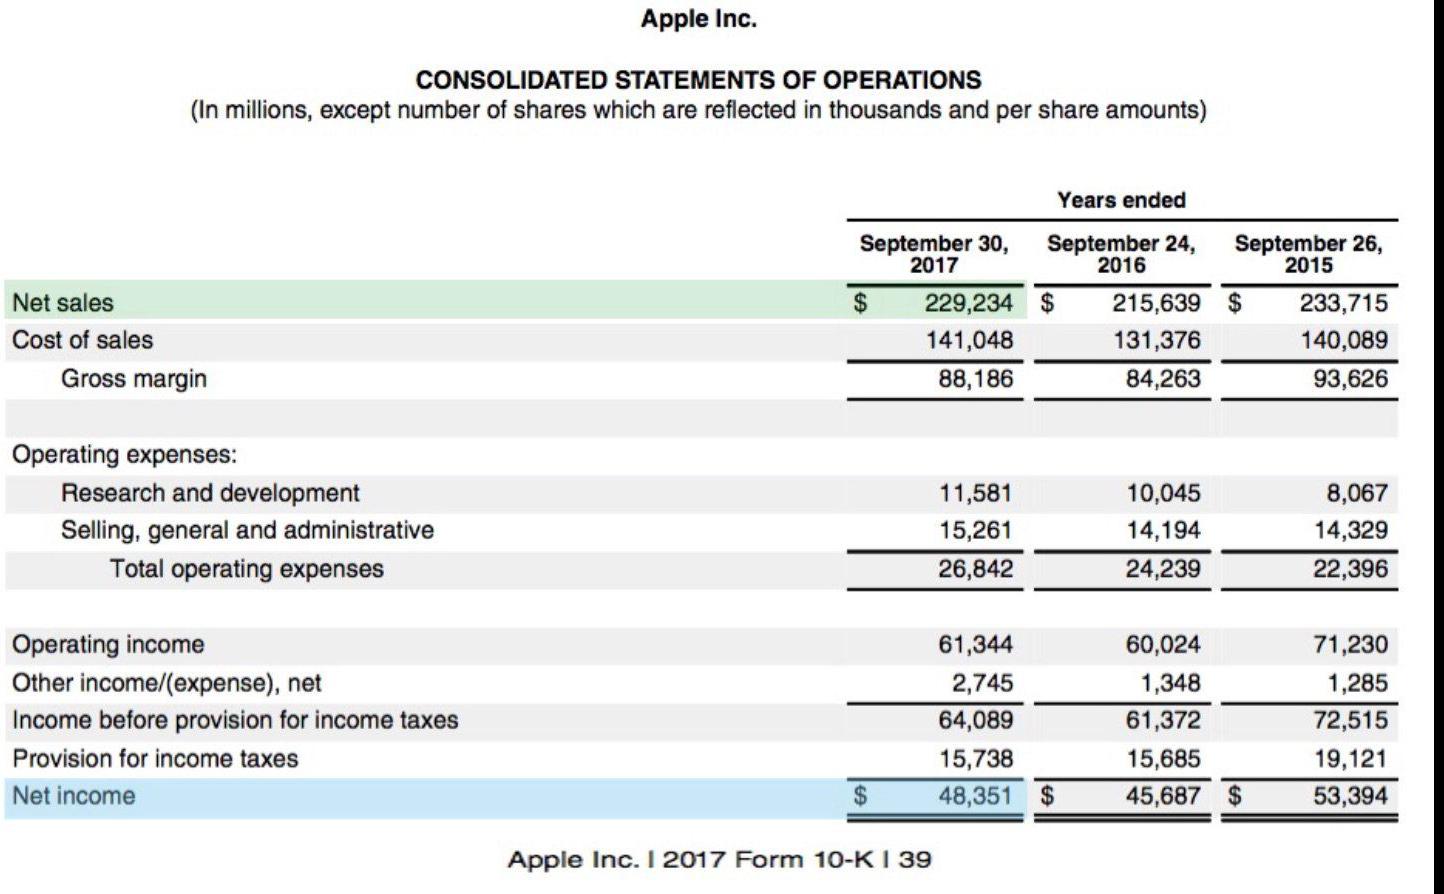 Apple Inc.
CONSOLIDATED STATEMENTS OF OPERATIONS
(In millions, except number of shares which are reflected in thousands and per share amounts)
Years ended
September 30, 2017 September 24, 2016 September 26, 2015
Net sales $ 229,234 $ 215,639 $ 233,715
Cost of sales 141,048 131,376 140,089
Gross margin 88,186 84,263 93,626
Operating expenses:
Research and development 11,581 10,045 8,067
Selling, general and administrative 15,261 14,194 14,329
Total operating expenses 26,842 24,239 22,396
Operating income 61,344 60,024 71,230
Other income/(expense), net 2,745 1,348 1,285
Income before provision for income taxes 64,089 61,372 72,515
Provision for income taxes 15,738 15,685 19,121
Net income $ 48,351 $ 45,687 $ 53,394
Apple Inc. | 2017 Form 10-K | 39